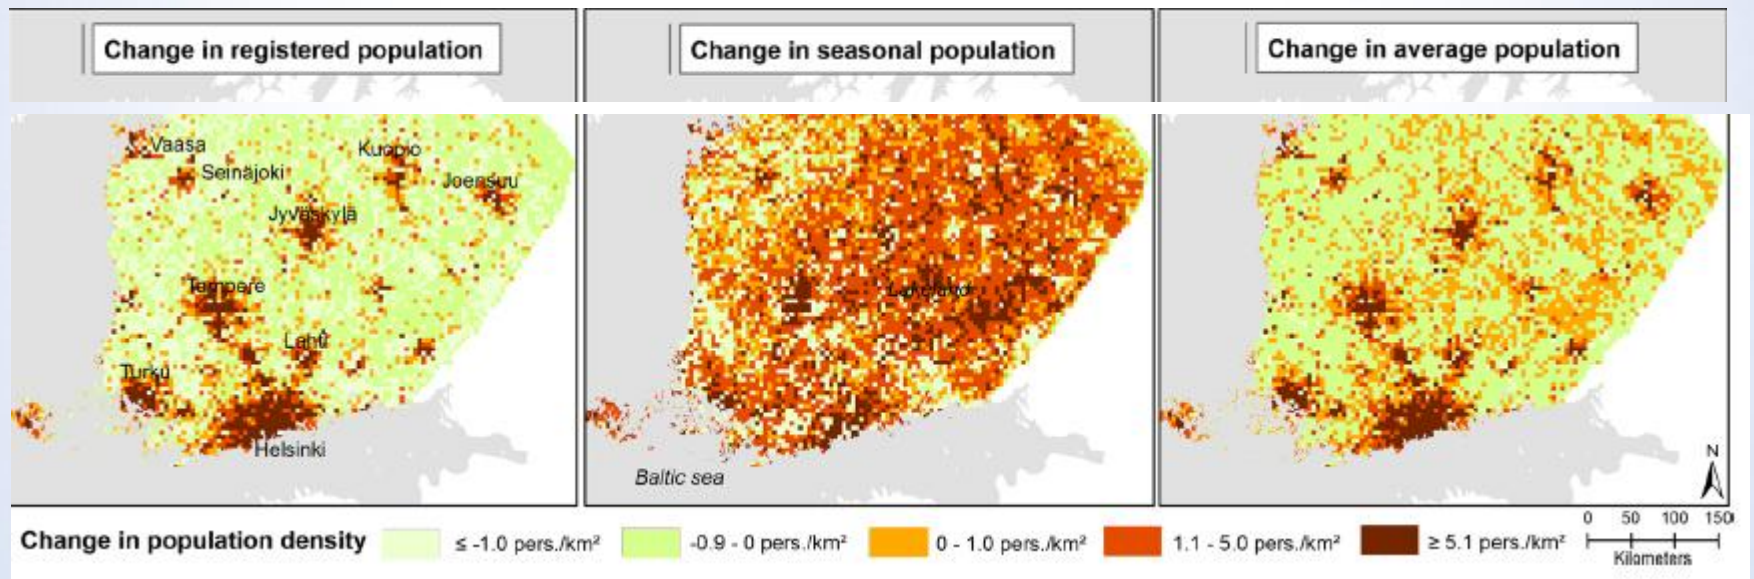 Change in registered population
Change in seasonal population
Change in average population
Vaasa
Seinäjoki
Kuopio
Joensuu
Jyväskylä
Tampere
Lahti
Turku
Helsinki
Lakeland
Baltic sea
N
Change in population density
≤ -1.0 pers./km²
-0.9 - 0 pers./km²
0 - 1.0 pers./km²
1.1 - 5.0 pers./km²
≥ 5.1 pers./km²
0 50 100 150
Kilometers